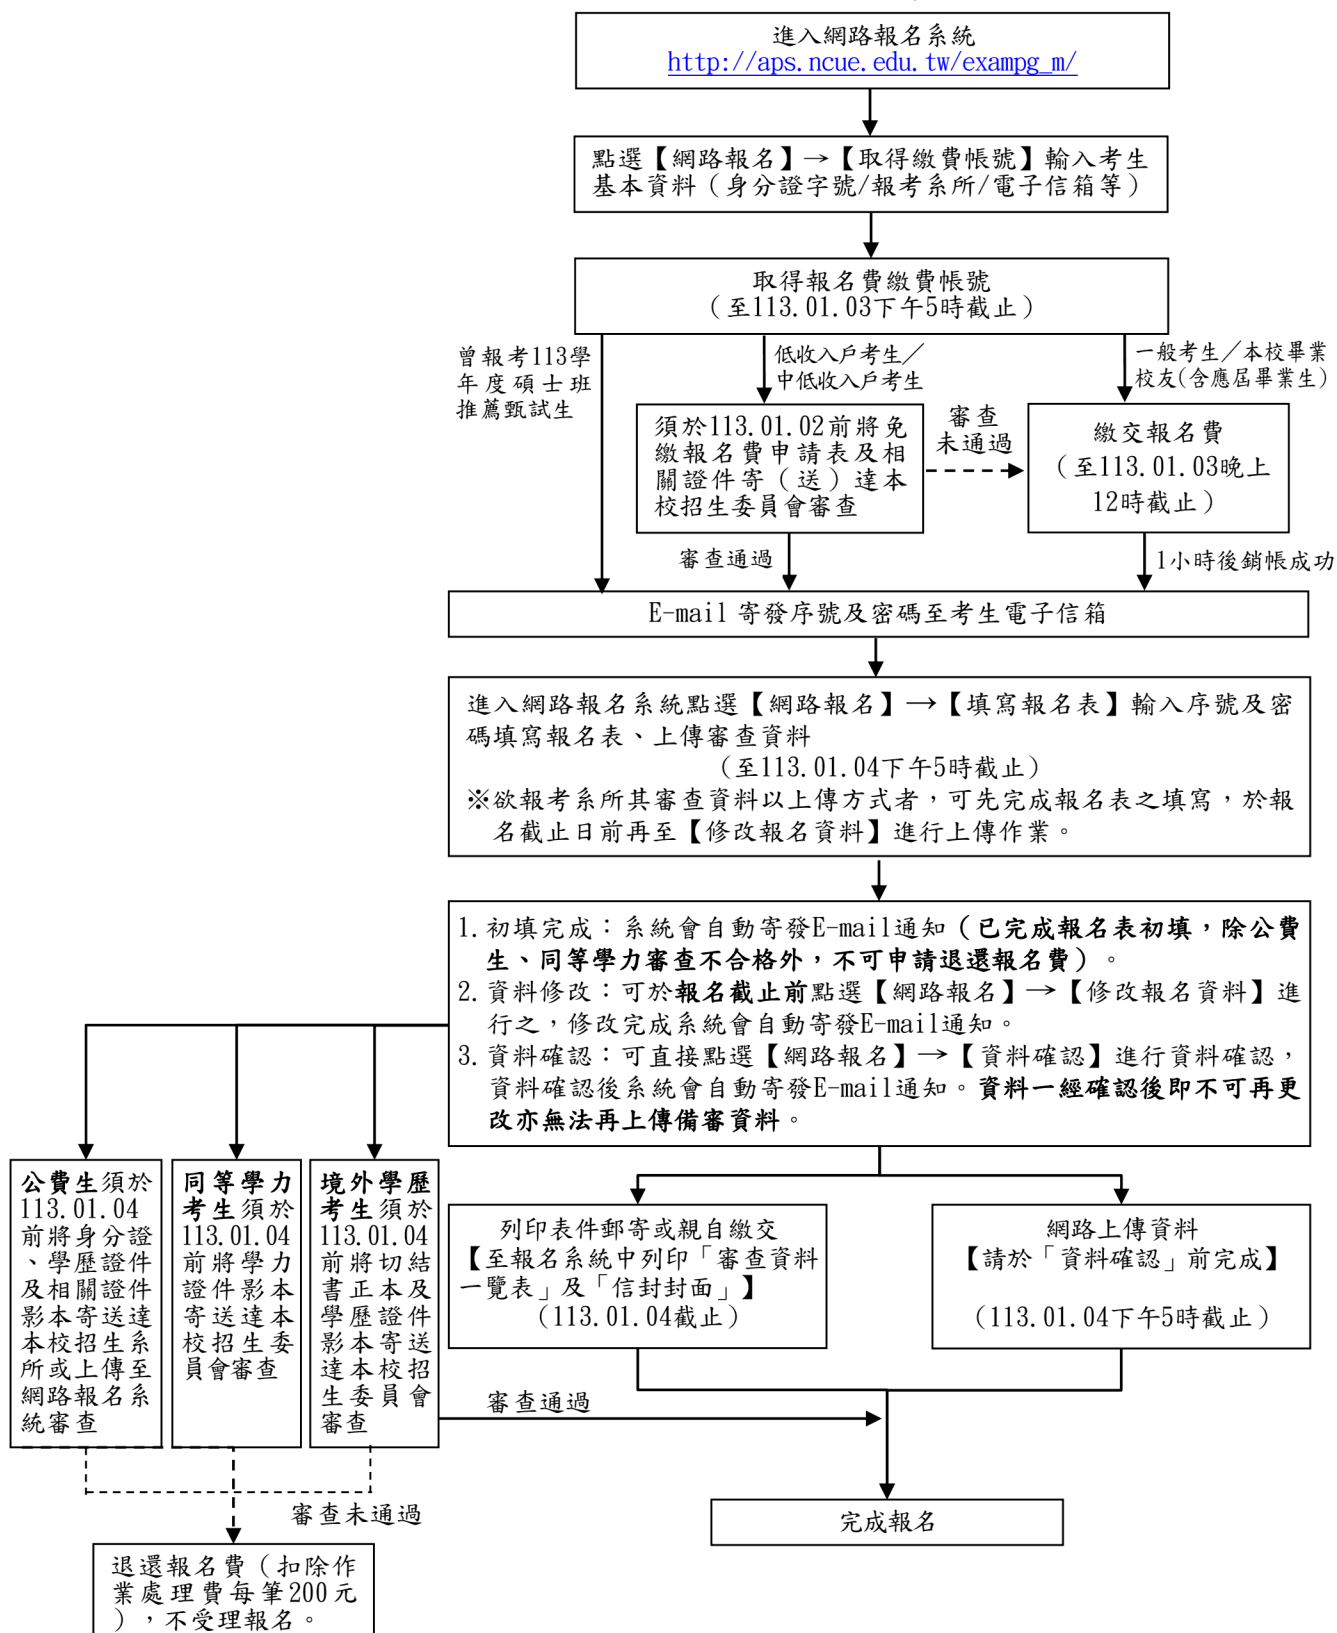 進入網路報名系統
http://aps.ncue.edu.tw/exampg_m/
點選【網路報名】→【取得繳費帳號】輸入考生
基本資料（身分證字號/報考系所/電子信箱等）
取得報名費繳費帳號
（至113.01.03下午5時截止）
曾報考113學
年度碩士班
推薦甄試生
低收入戶考生／
中低收入戶考生
一般考生／本校畢業
校友(含應屆畢業生)
須於113.01.02前將免
繳報名費申請表及相
關證件寄（送）達本
校招生委員會審查
審查
未通過
繳交報名費
（至113.01.03晚上
12時截止）
審查通過
1小時後銷帳成功
E-mail 寄發序號及密碼至考生電子信箱
進入網路報名系統點選【網路報名】→【填寫報名表】輸入序號及密
碼填寫報名表、上傳審查資料
（至113.01.04下午5時截止）
※欲報考系所其審查資料以上傳方式者，可先完成報名表之填寫，於報
名截止日前再至【修改報名資料】進行上傳作業。
1.初填完成：系統會自動寄發E-mail通知（已完成報名表初填，除公費
生、同等學力審查不合格外，不可申請退還報名費）。
2.資料修改：可於報名截止前點選【網路報名】→【修改報名資料】進
行之，修改完成系統會自動寄發E-mail通知。
3.資料確認：可直接點選【網路報名】→【資料確認】進行資料確認，
資料確認後系統會自動寄發E-mail通知。資料一經確認後即不可再更
改亦無法再上傳備審資料。
公費生須於
113.01.04
前將身分證
、學歷證件
及相關證件
影本寄送達
本校招生系
所或上傳至
網路報名系
統審查
同等學力
考生須於
113.01.04
前將學力
證件影本
寄送達本
校招生委
員會審查
境外學歷
考生須於
113.01.04
前將切結
書正本及
學歷證件
影本寄送
達本校招
生委員會
審查
列印表件郵寄或親自繳交
【至報名系統中列印「審查資料
一覽表」及「信封封面」】
（113.01.04截止）
網路上傳資料
【請於「資料確認」前完成】
（113.01.04下午5時截止）
審查通過
審查未通過
完成報名
退還報名費（扣除作
業處理費每筆200元
），不受理報名。